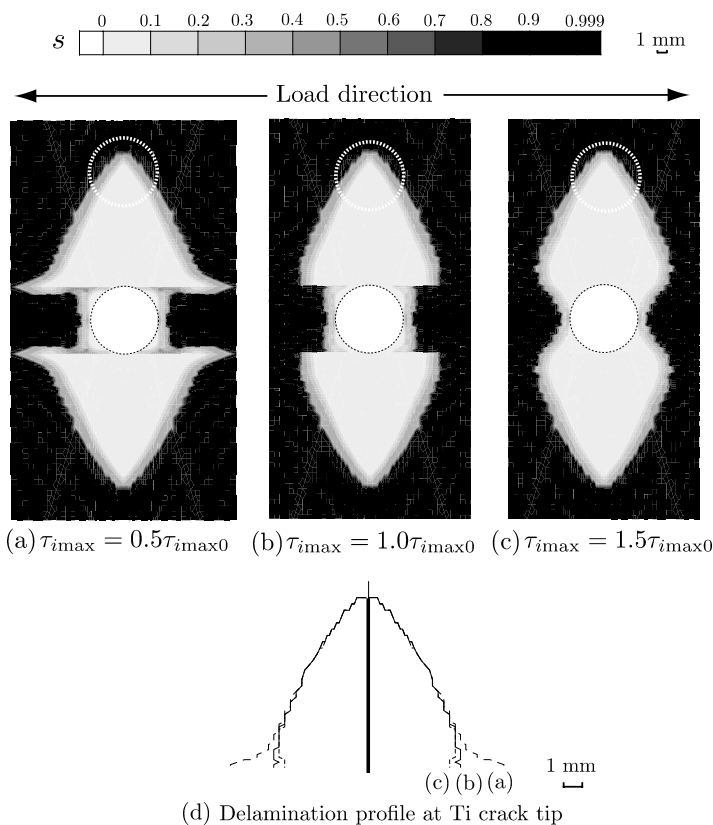 0 0.1 0.2 0.3 0.4 0.5 0.6 0.7 0.8 0.9 0.999
s
1 mm
Load direction
(a) τimax = 0.5τimax0
(b) τimax = 1.0τimax0
(c) τimax = 1.5τimax0
(c) (b) (a)
1 mm
(d) Delamination profile at Ti crack tip